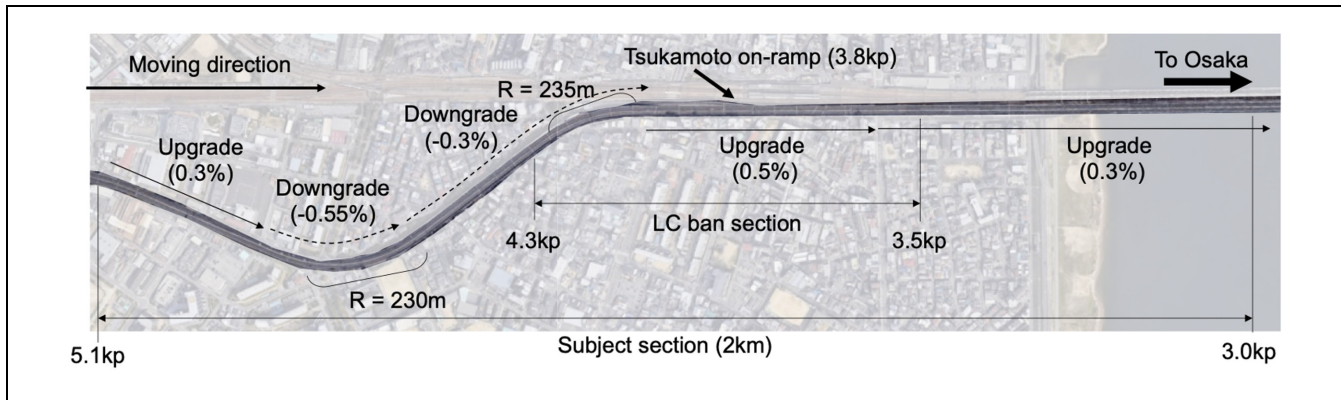 Moving direction
Tsukamoto on-ramp (3.8kp)
To Osaka
R = 235m
Downgrade
(-0.3%)
Upgrade
(0.3%)
Downgrade
(-0.55%)
Upgrade
(0.5%)
Upgrade
(0.3%)
LC ban section
4.3kp
3.5kp
R = 230m
Subject section (2km)
5.1kp
3.0kp